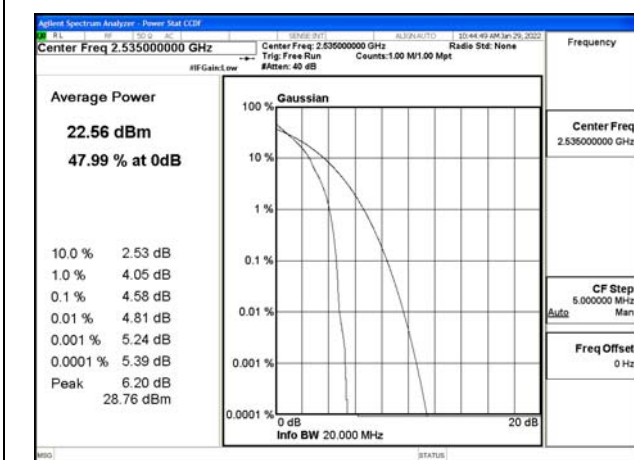 Agilent Spectrum Analyzer - Power Stat CCDF
RL RF 50 Ω AC SENSE:INT ALIGN AUTO 10:44:49 AM Jan 29, 2022
Center Freq 2.535000000 GHz
Center Freq: 2.535000000 GHz Radio Std: None
Trig: Free Run Counts:1.00 M/1.00 Mpt
#IFGain:Low #Atten: 40 dB
Frequency
Average Power
22.56 dBm
47.99 % at 0dB
10.0 % 2.53 dB
1.0 % 4.05 dB
0.1 % 4.58 dB
0.01 % 4.81 dB
0.001 % 5.24 dB
0.0001 % 5.39 dB
Peak 6.20 dB
28.76 dBm
Gaussian
100 %
10 %
1 %
0.1 %
0.01 %
0.001 %
0.0001 %
0 dB 20 dB
Info BW 20.000 MHz
Center Freq
2.535000000 GHz
CF Step
5.000000 MHz
Auto Man
Freq Offset
0 Hz
MSG STATUS